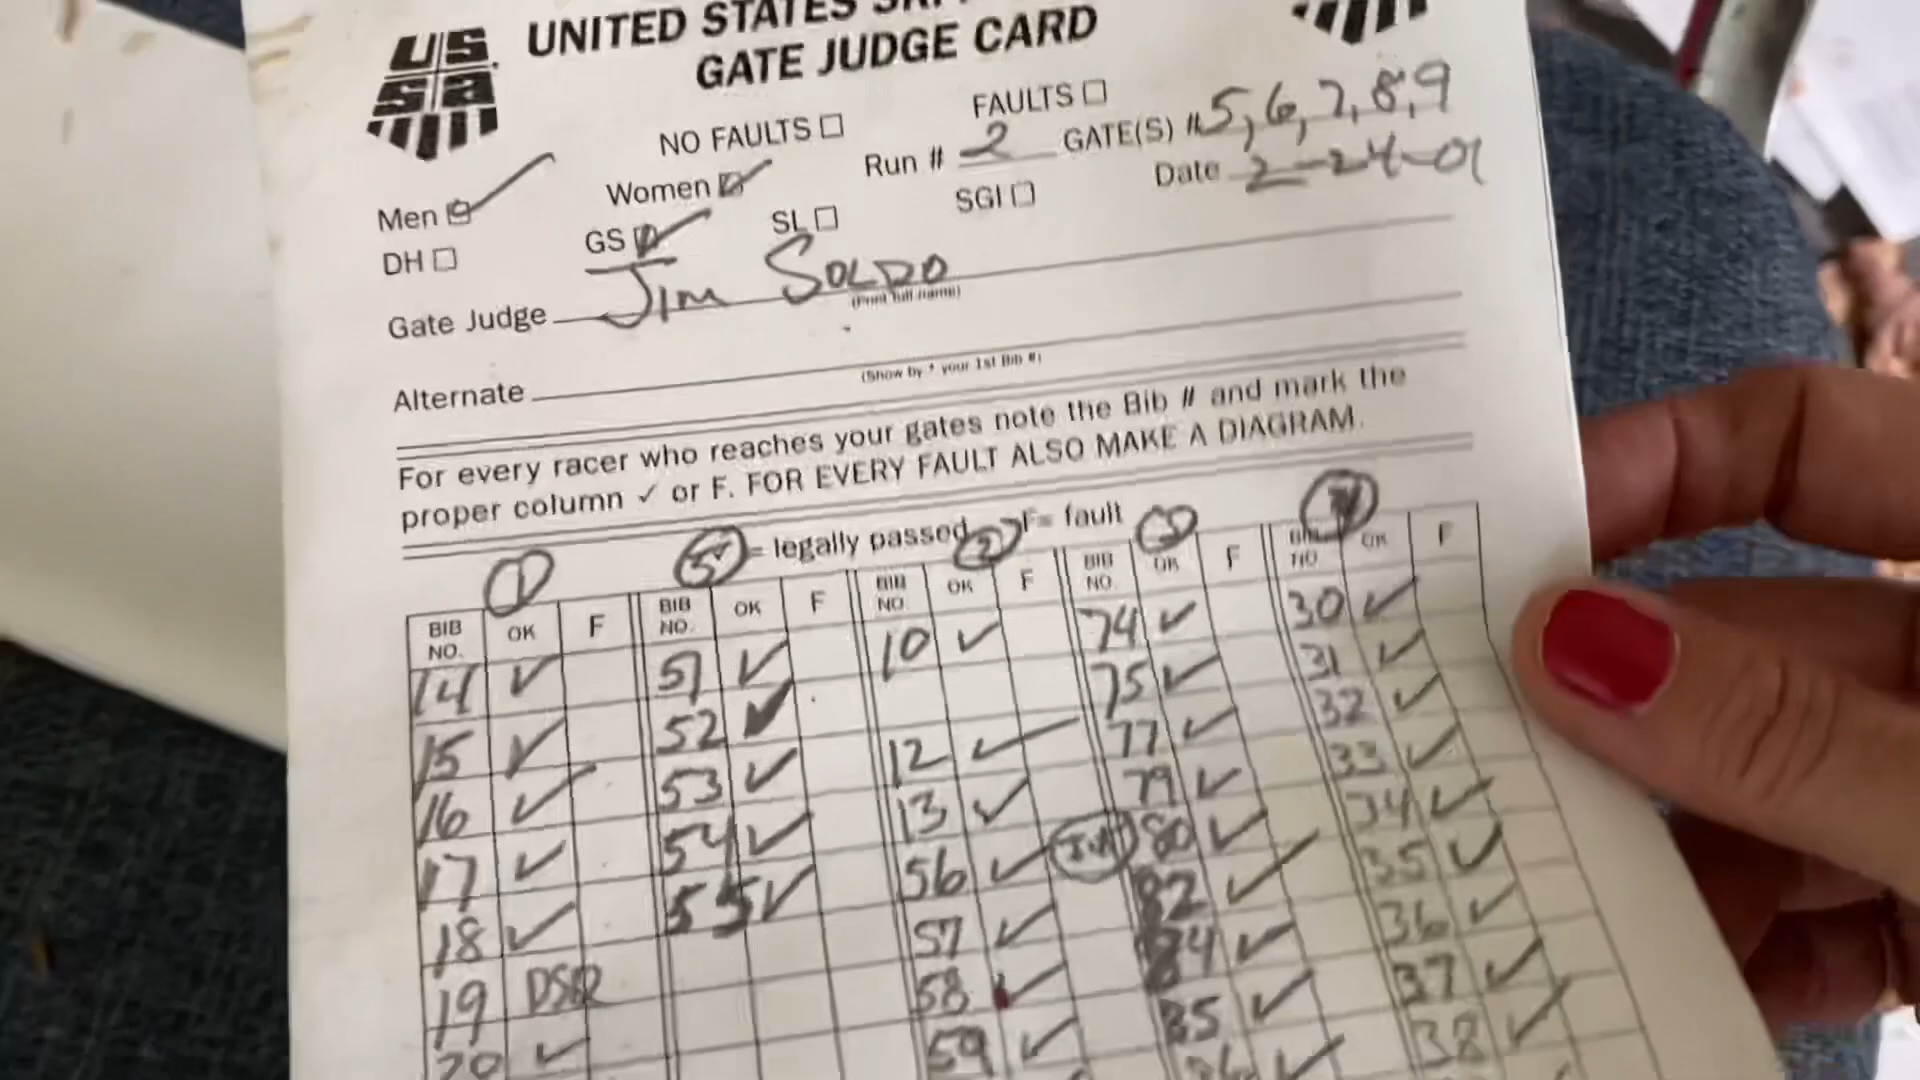 US
Sa
UNITED STATES
GATE JUDGE CARD
NO FAULTS FAULTS
Men Women Run # 2 GATE(S) # 5, 6, 7, 8, 9
DH GS SL SGI Date 2-24-01
Gate Judge Jim SOLDO
(Print full name)
Alternate
(Show by * your 1st Bib #)
For every racer who reaches your gates note the Bib # and mark the
proper column ✓ or F. FOR EVERY FAULT ALSO MAKE A DIAGRAM.
= legally passed F= fault
1 5 2 3
BIB NO. OK F BIB NO. OK F BIB NO. OK F BIB NO. OK F BIB NO. OK F
14 ✓ 51 ✓ 10 ✓ 74 ✓ 30 ✓
15 ✓ 52 ✓ 75 ✓ 31 ✓
16 ✓ 53 ✓ 12 ✓ 77 ✓ 32 ✓
17 ✓ 54 ✓ 13 ✓ 79 ✓ 33 ✓
18 ✓ 55 ✓ 56 ✓ 80 ✓ 34 ✓
19 DSQ 57 ✓ 82 ✓ 35 ✓
20 ✓ 58 ✓ 84 ✓ 36 ✓
59 ✓ 85 ✓ 37 ✓
38 ✓